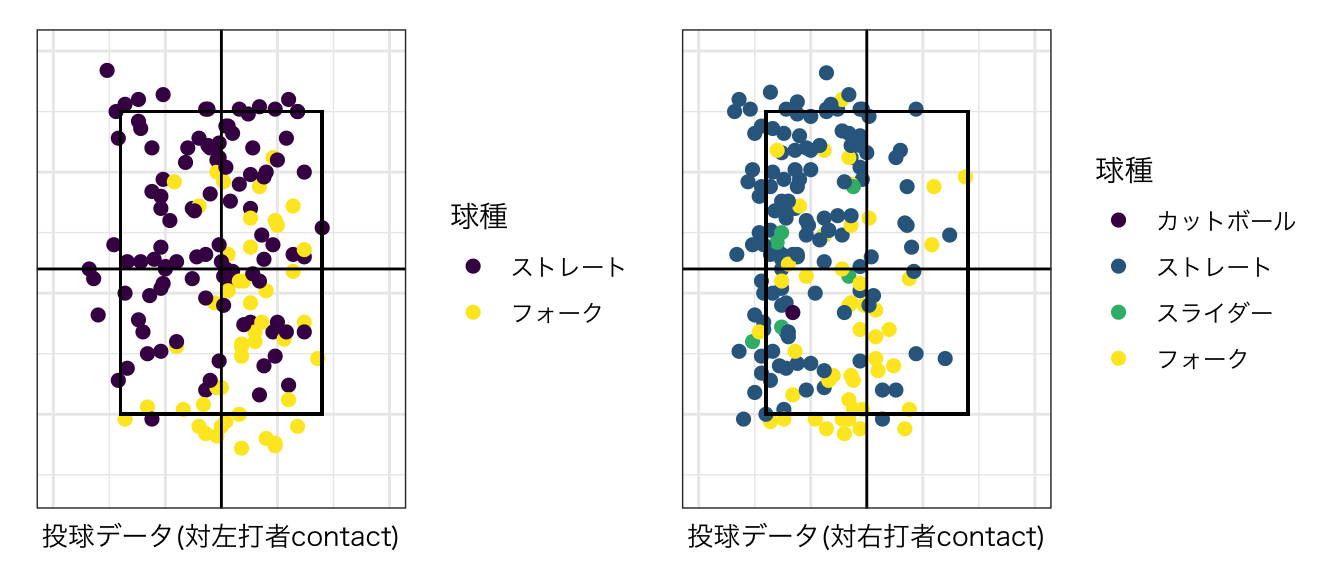 球種
ストレート
フォーク
投球データ(対左打者contact)
球種
カットボール
ストレート
スライダー
フォーク
投球データ(対右打者contact)